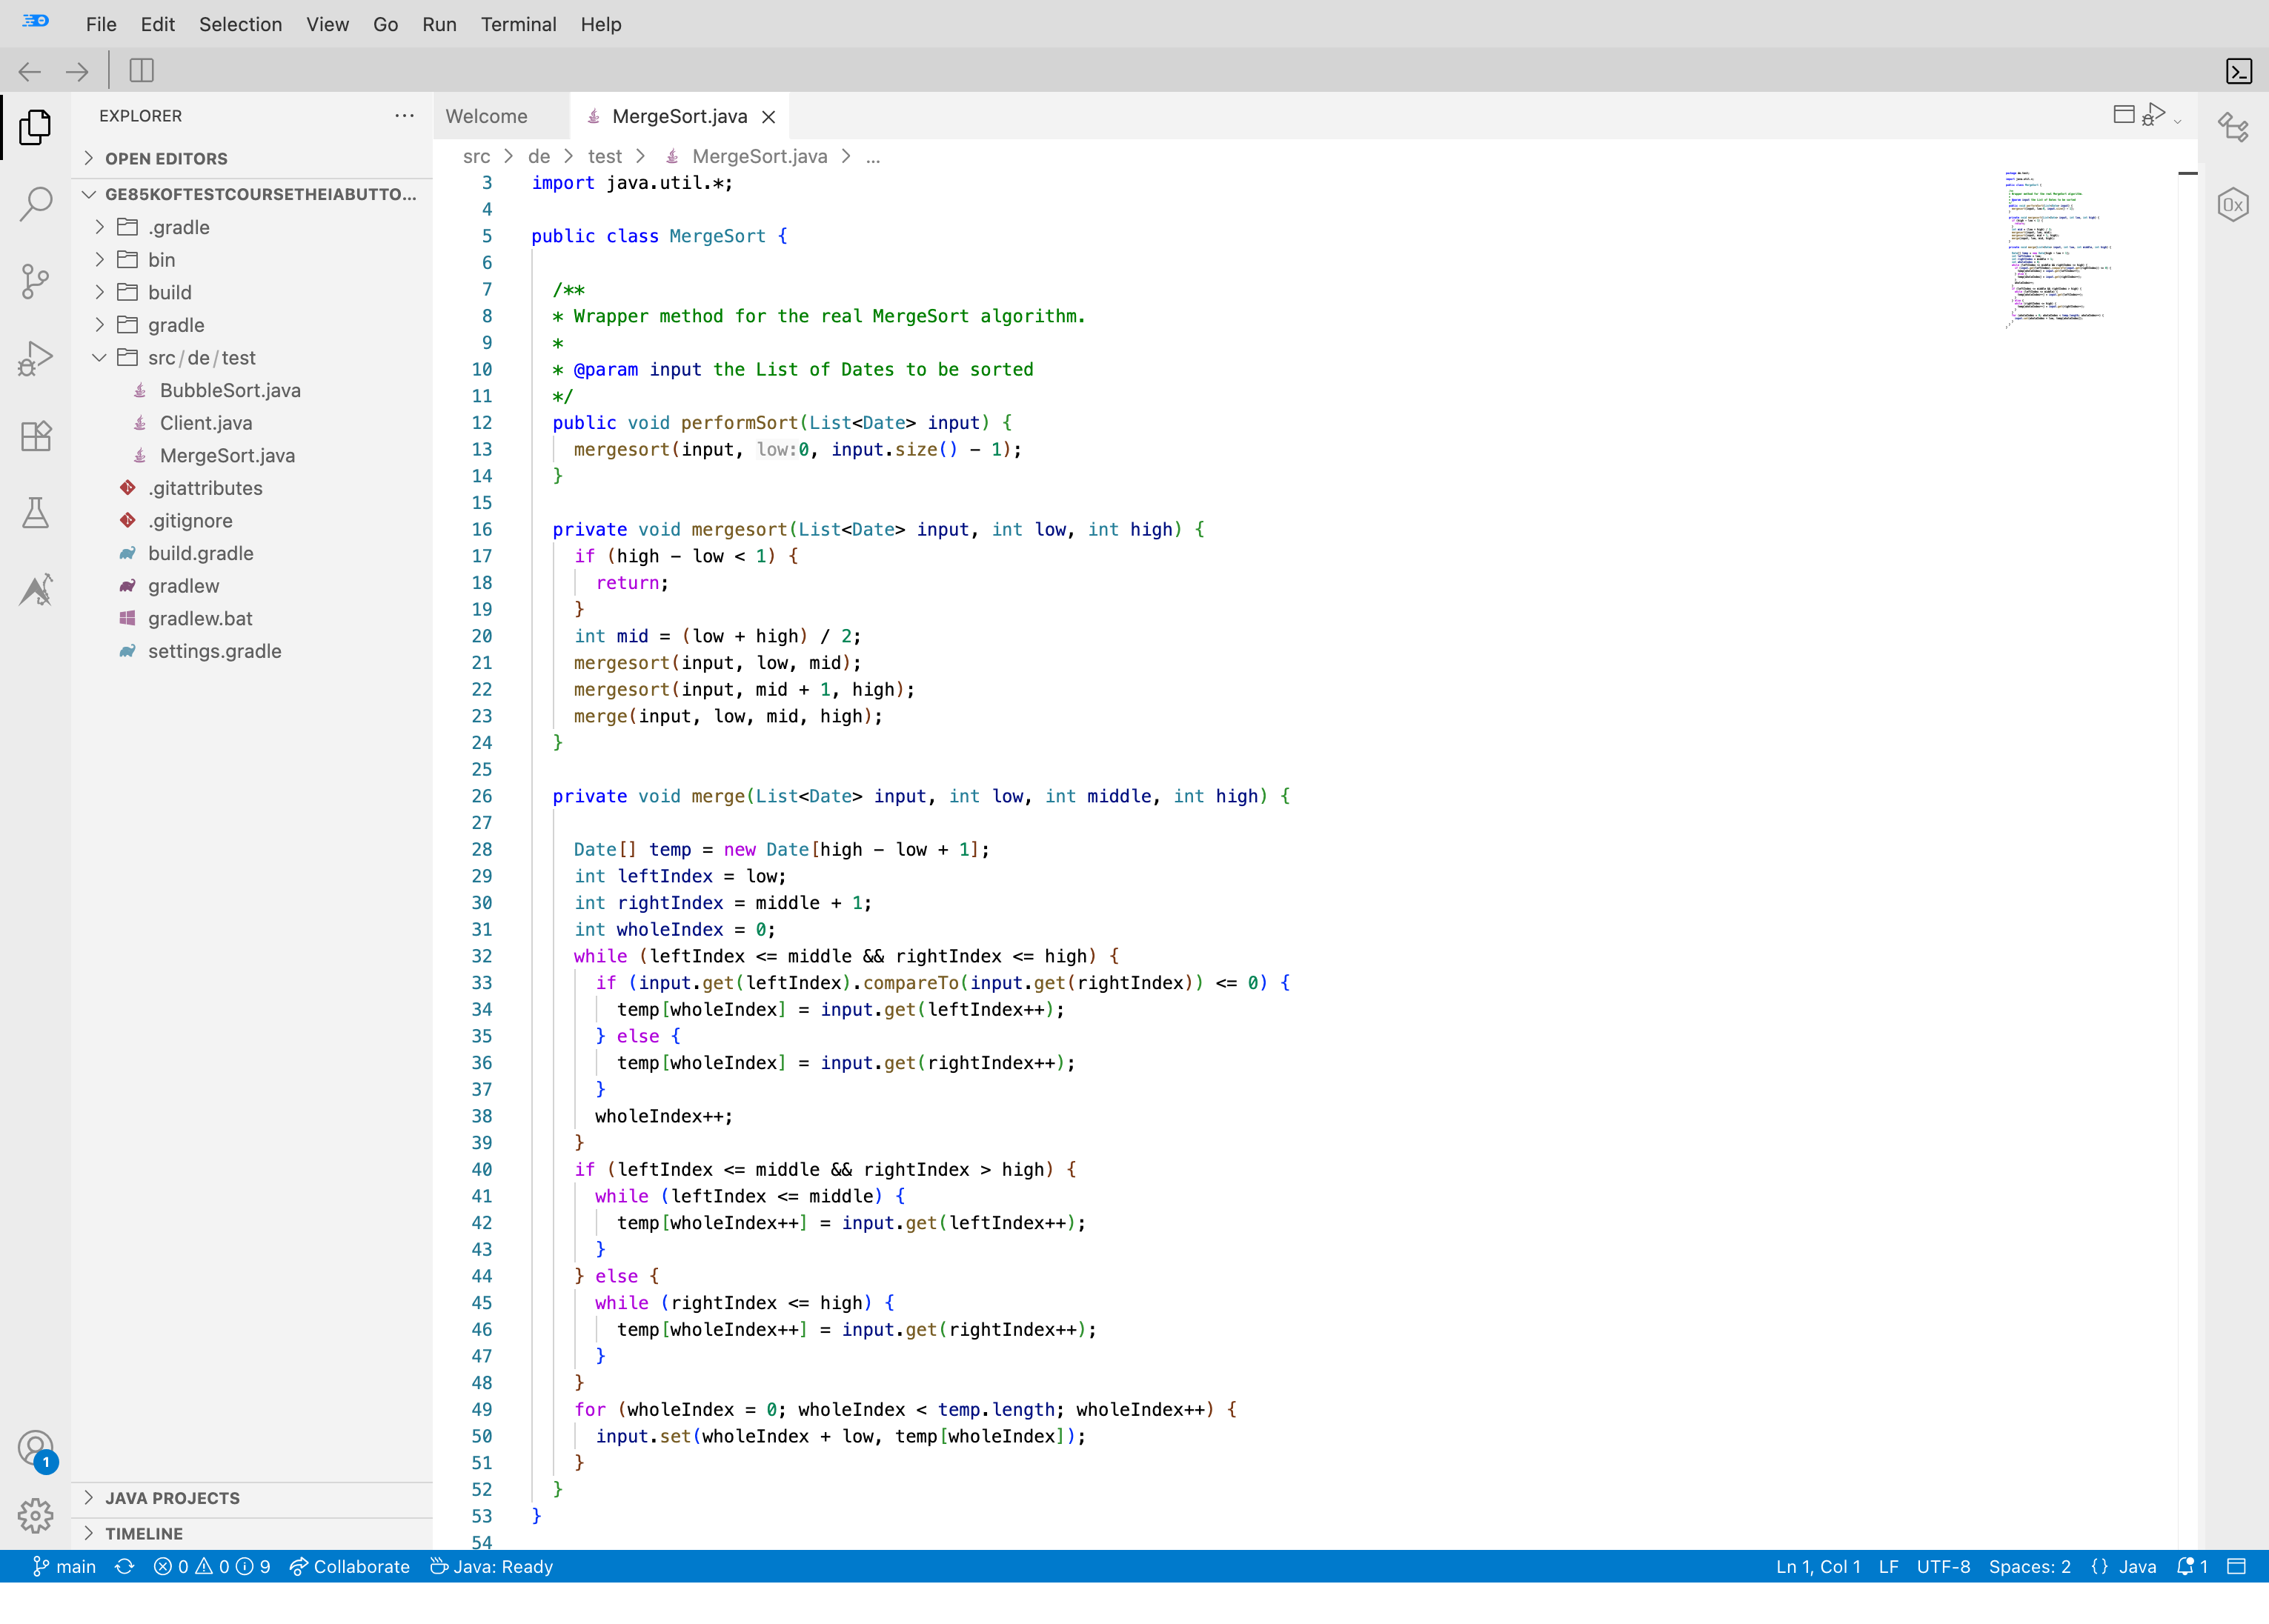 File Edit Selection View Go Run Terminal Help
EXPLORER
OPEN EDITORS
GE85KOFTESTCOURSETHEIABUTTO...
.gradle
bin
build
gradle
src/de/test
BubbleSort.java
Client.java
MergeSort.java
.gitattributes
.gitignore
build.gradle
gradlew
gradlew.bat
settings.gradle
JAVA PROJECTS
TIMELINE
1
Welcome MergeSort.java
src > de > test > MergeSort.java > ...
3 import java.util.*;
4
5 public class MergeSort {
6
7 /**
8 * Wrapper method for the real MergeSort algorithm.
9 *
10 * @param input the List of Dates to be sorted
11 */
12 public void performSort(List<Date> input) {
13 mergesort(input, low:0, input.size() - 1);
14 }
15
16 private void mergesort(List<Date> input, int low, int high) {
17 if (high - low < 1) {
18 return;
19 }
20 int mid = (low + high) / 2;
21 mergesort(input, low, mid);
22 mergesort(input, mid + 1, high);
23 merge(input, low, mid, high);
24 }
25
26 private void merge(List<Date> input, int low, int middle, int high) {
27
28 Date[] temp = new Date[high - low + 1];
29 int leftIndex = low;
30 int rightIndex = middle + 1;
31 int wholeIndex = 0;
32 while (leftIndex <= middle && rightIndex <= high) {
33 if (input.get(leftIndex).compareTo(input.get(rightIndex)) <= 0) {
34 temp[wholeIndex] = input.get(leftIndex++);
35 } else {
36 temp[wholeIndex] = input.get(rightIndex++);
37 }
38 wholeIndex++;
39 }
40 if (leftIndex <= middle && rightIndex > high) {
41 while (leftIndex <= middle) {
42 temp[wholeIndex++] = input.get(leftIndex++);
43 }
44 } else {
45 while (rightIndex <= high) {
46 temp[wholeIndex++] = input.get(rightIndex++);
47 }
48 }
49 for (wholeIndex = 0; wholeIndex < temp.length; wholeIndex++) {
50 input.set(wholeIndex + low, temp[wholeIndex]);
51 }
52 }
53 }
54
0x
main 0 0 9 Collaborate Java: Ready Ln 1, Col 1 LF UTF-8 Spaces: 2 {} Java 1